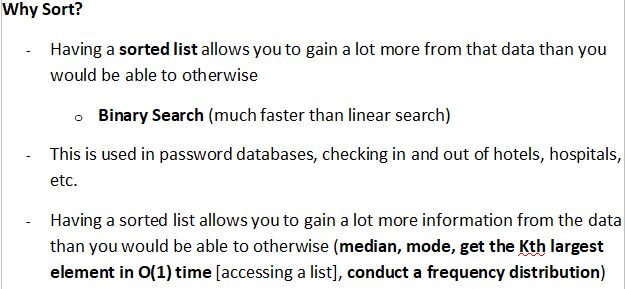 Why Sort?
- Having a sorted list allows you to gain a lot more from that data than you
would be able to otherwise
o Binary Search (much faster than linear search)
- This is used in password databases, checking in and out of hotels, hospitals,
etc.
- Having a sorted list allows you to gain a lot more information from the data
than you would be able to otherwise (median, mode, get the Kth largest
element in O(1) time [accessing a list], conduct a frequency distribution)